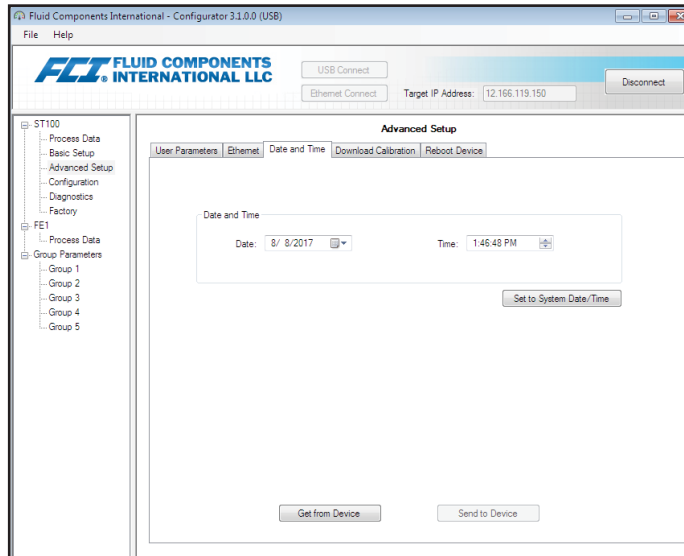 Fluid Components International - Configurator 3.1.0.0 (USB)
File Help
FCI. FLUID COMPONENTS
INTERNATIONAL LLC
USB Connect
Ethernet Connect Target IP Address: 12.166.119.150
Disconnect
ST100
Process Data
Basic Setup
Advanced Setup
Configuration
Diagnostics
Factory
FE1
Process Data
Group Parameters
Group 1
Group 2
Group 3
Group 4
Group 5
Advanced Setup
User Parameters Ethernet Date and Time Download Calibration Reboot Device
Date and Time
Date: 8/ 8/2017 Time: 1:46:48 PM
Set to System Date/Time
Get from Device Send to Device